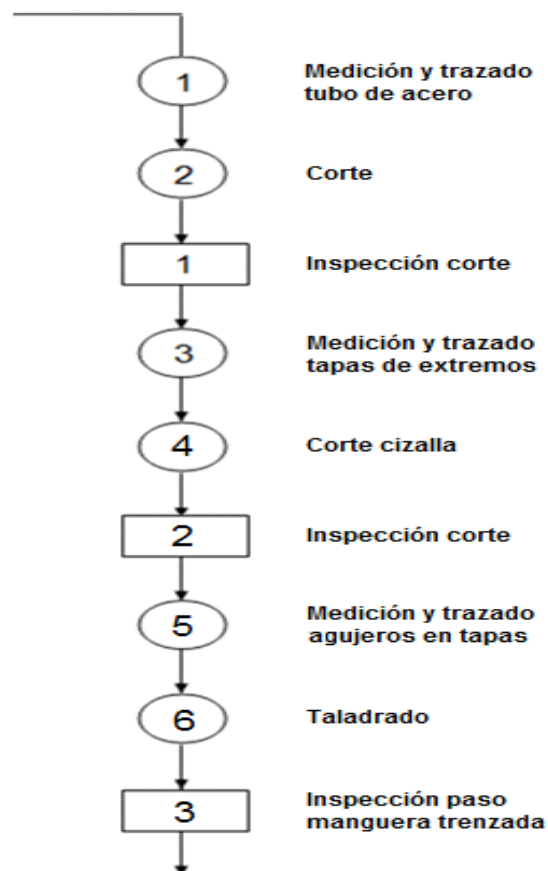 1 Medición y trazado
tubo de acero
2 Corte
1 Inspección corte
3 Medición y trazado
tapas de extremos
4 Corte cizalla
2 Inspección corte
5 Medición y trazado
agujeros en tapas
6 Taladrado
3 Inspección paso
manguera trenzada